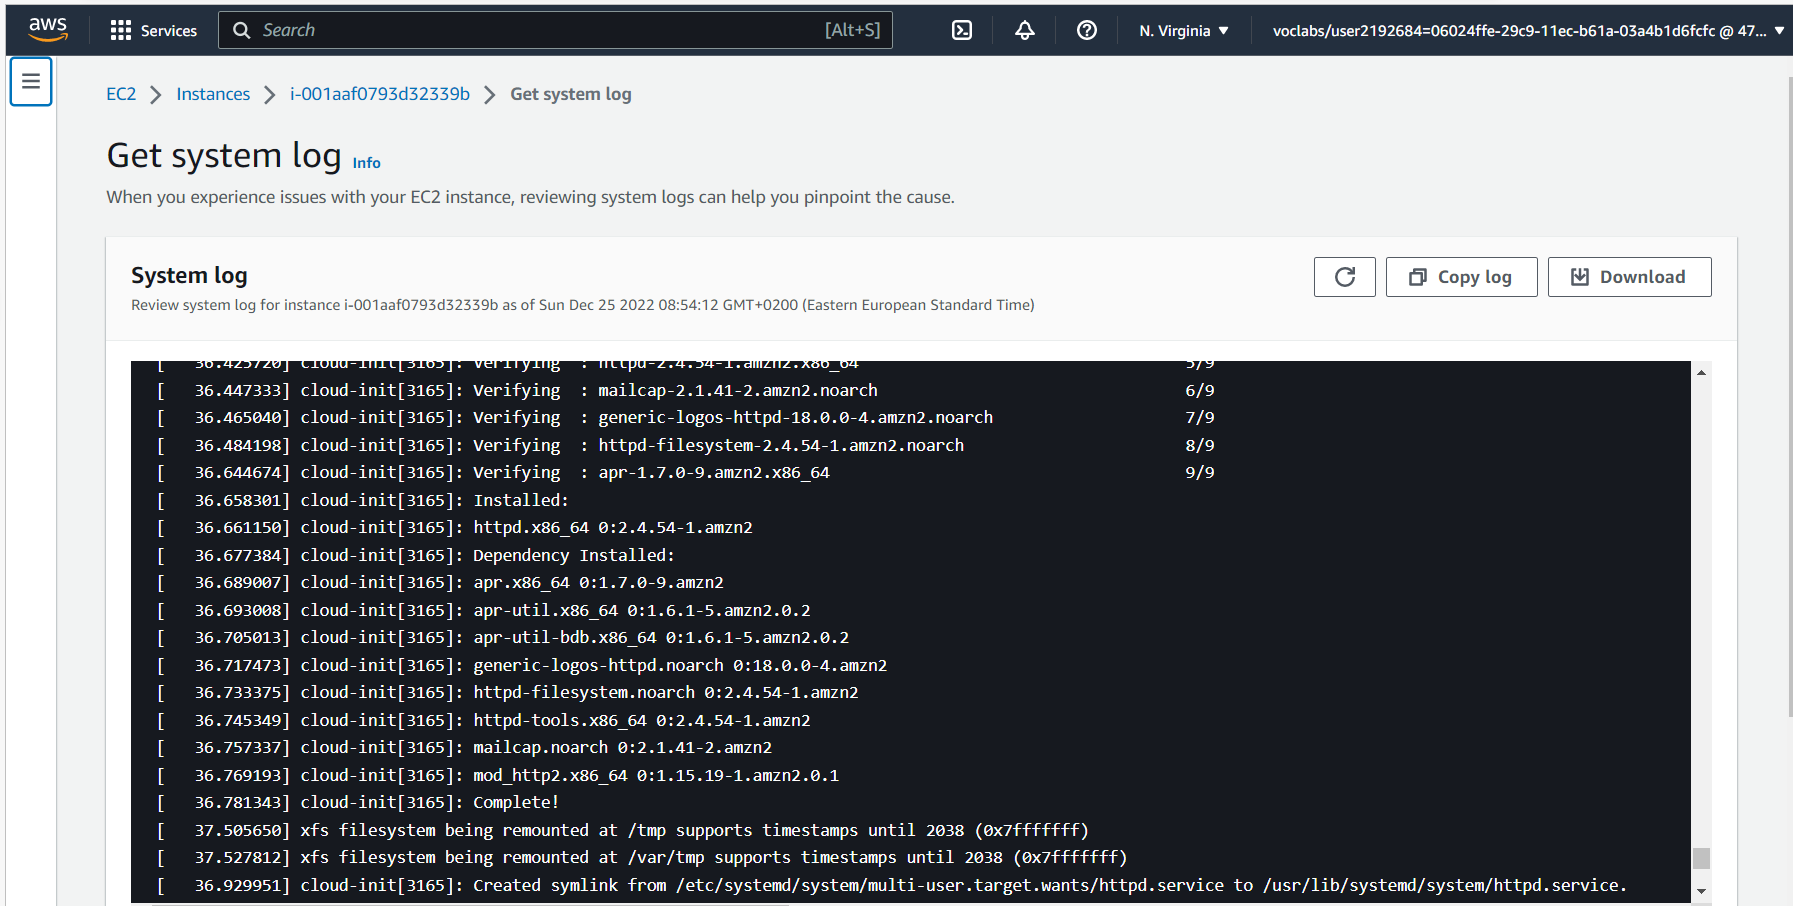 aws Services Search [Alt+S] N. Virginia voclabs/user2192684=06024ffe-29c9-11ec-b61a-03a4b1d6fcfc @ 47...
EC2 Instances i-001aaf0793d32339b Get system log
Get system log Info
When you experience issues with your EC2 instance, reviewing system logs can help you pinpoint the cause.
System log
Copy log Download
Review system log for instance i-001aaf0793d32339b as of Sun Dec 25 2022 08:54:12 GMT+0200 (Eastern European Standard Time)
[ 36.425720] cloud-init[3165]: Verifying : httpd-2.4.54-1.amzn2.x86_64 5/9
[ 36.447333] cloud-init[3165]: Verifying : mailcap-2.1.41-2.amzn2.noarch 6/9
[ 36.465040] cloud-init[3165]: Verifying : generic-logos-httpd-18.0.0-4.amzn2.noarch 7/9
[ 36.484198] cloud-init[3165]: Verifying : httpd-filesystem-2.4.54-1.amzn2.noarch 8/9
[ 36.644674] cloud-init[3165]: Verifying : apr-1.7.0-9.amzn2.x86_64 9/9
[ 36.658301] cloud-init[3165]: Installed:
[ 36.661150] cloud-init[3165]: httpd.x86_64 0:2.4.54-1.amzn2
[ 36.677384] cloud-init[3165]: Dependency Installed:
[ 36.689007] cloud-init[3165]: apr.x86_64 0:1.7.0-9.amzn2
[ 36.693008] cloud-init[3165]: apr-util.x86_64 0:1.6.1-5.amzn2.0.2
[ 36.705013] cloud-init[3165]: apr-util-bdb.x86_64 0:1.6.1-5.amzn2.0.2
[ 36.717473] cloud-init[3165]: generic-logos-httpd.noarch 0:18.0.0-4.amzn2
[ 36.733375] cloud-init[3165]: httpd-filesystem.noarch 0:2.4.54-1.amzn2
[ 36.745349] cloud-init[3165]: httpd-tools.x86_64 0:2.4.54-1.amzn2
[ 36.757337] cloud-init[3165]: mailcap.noarch 0:2.1.41-2.amzn2
[ 36.769193] cloud-init[3165]: mod_http2.x86_64 0:1.15.19-1.amzn2.0.1
[ 36.781343] cloud-init[3165]: Complete!
[ 37.505650] xfs filesystem being remounted at /tmp supports timestamps until 2038 (0x7fffffff)
[ 37.527812] xfs filesystem being remounted at /var/tmp supports timestamps until 2038 (0x7fffffff)
[ 36.929951] cloud-init[3165]: Created symlink from /etc/systemd/system/multi-user.target.wants/httpd.service to /usr/lib/systemd/system/httpd.service.